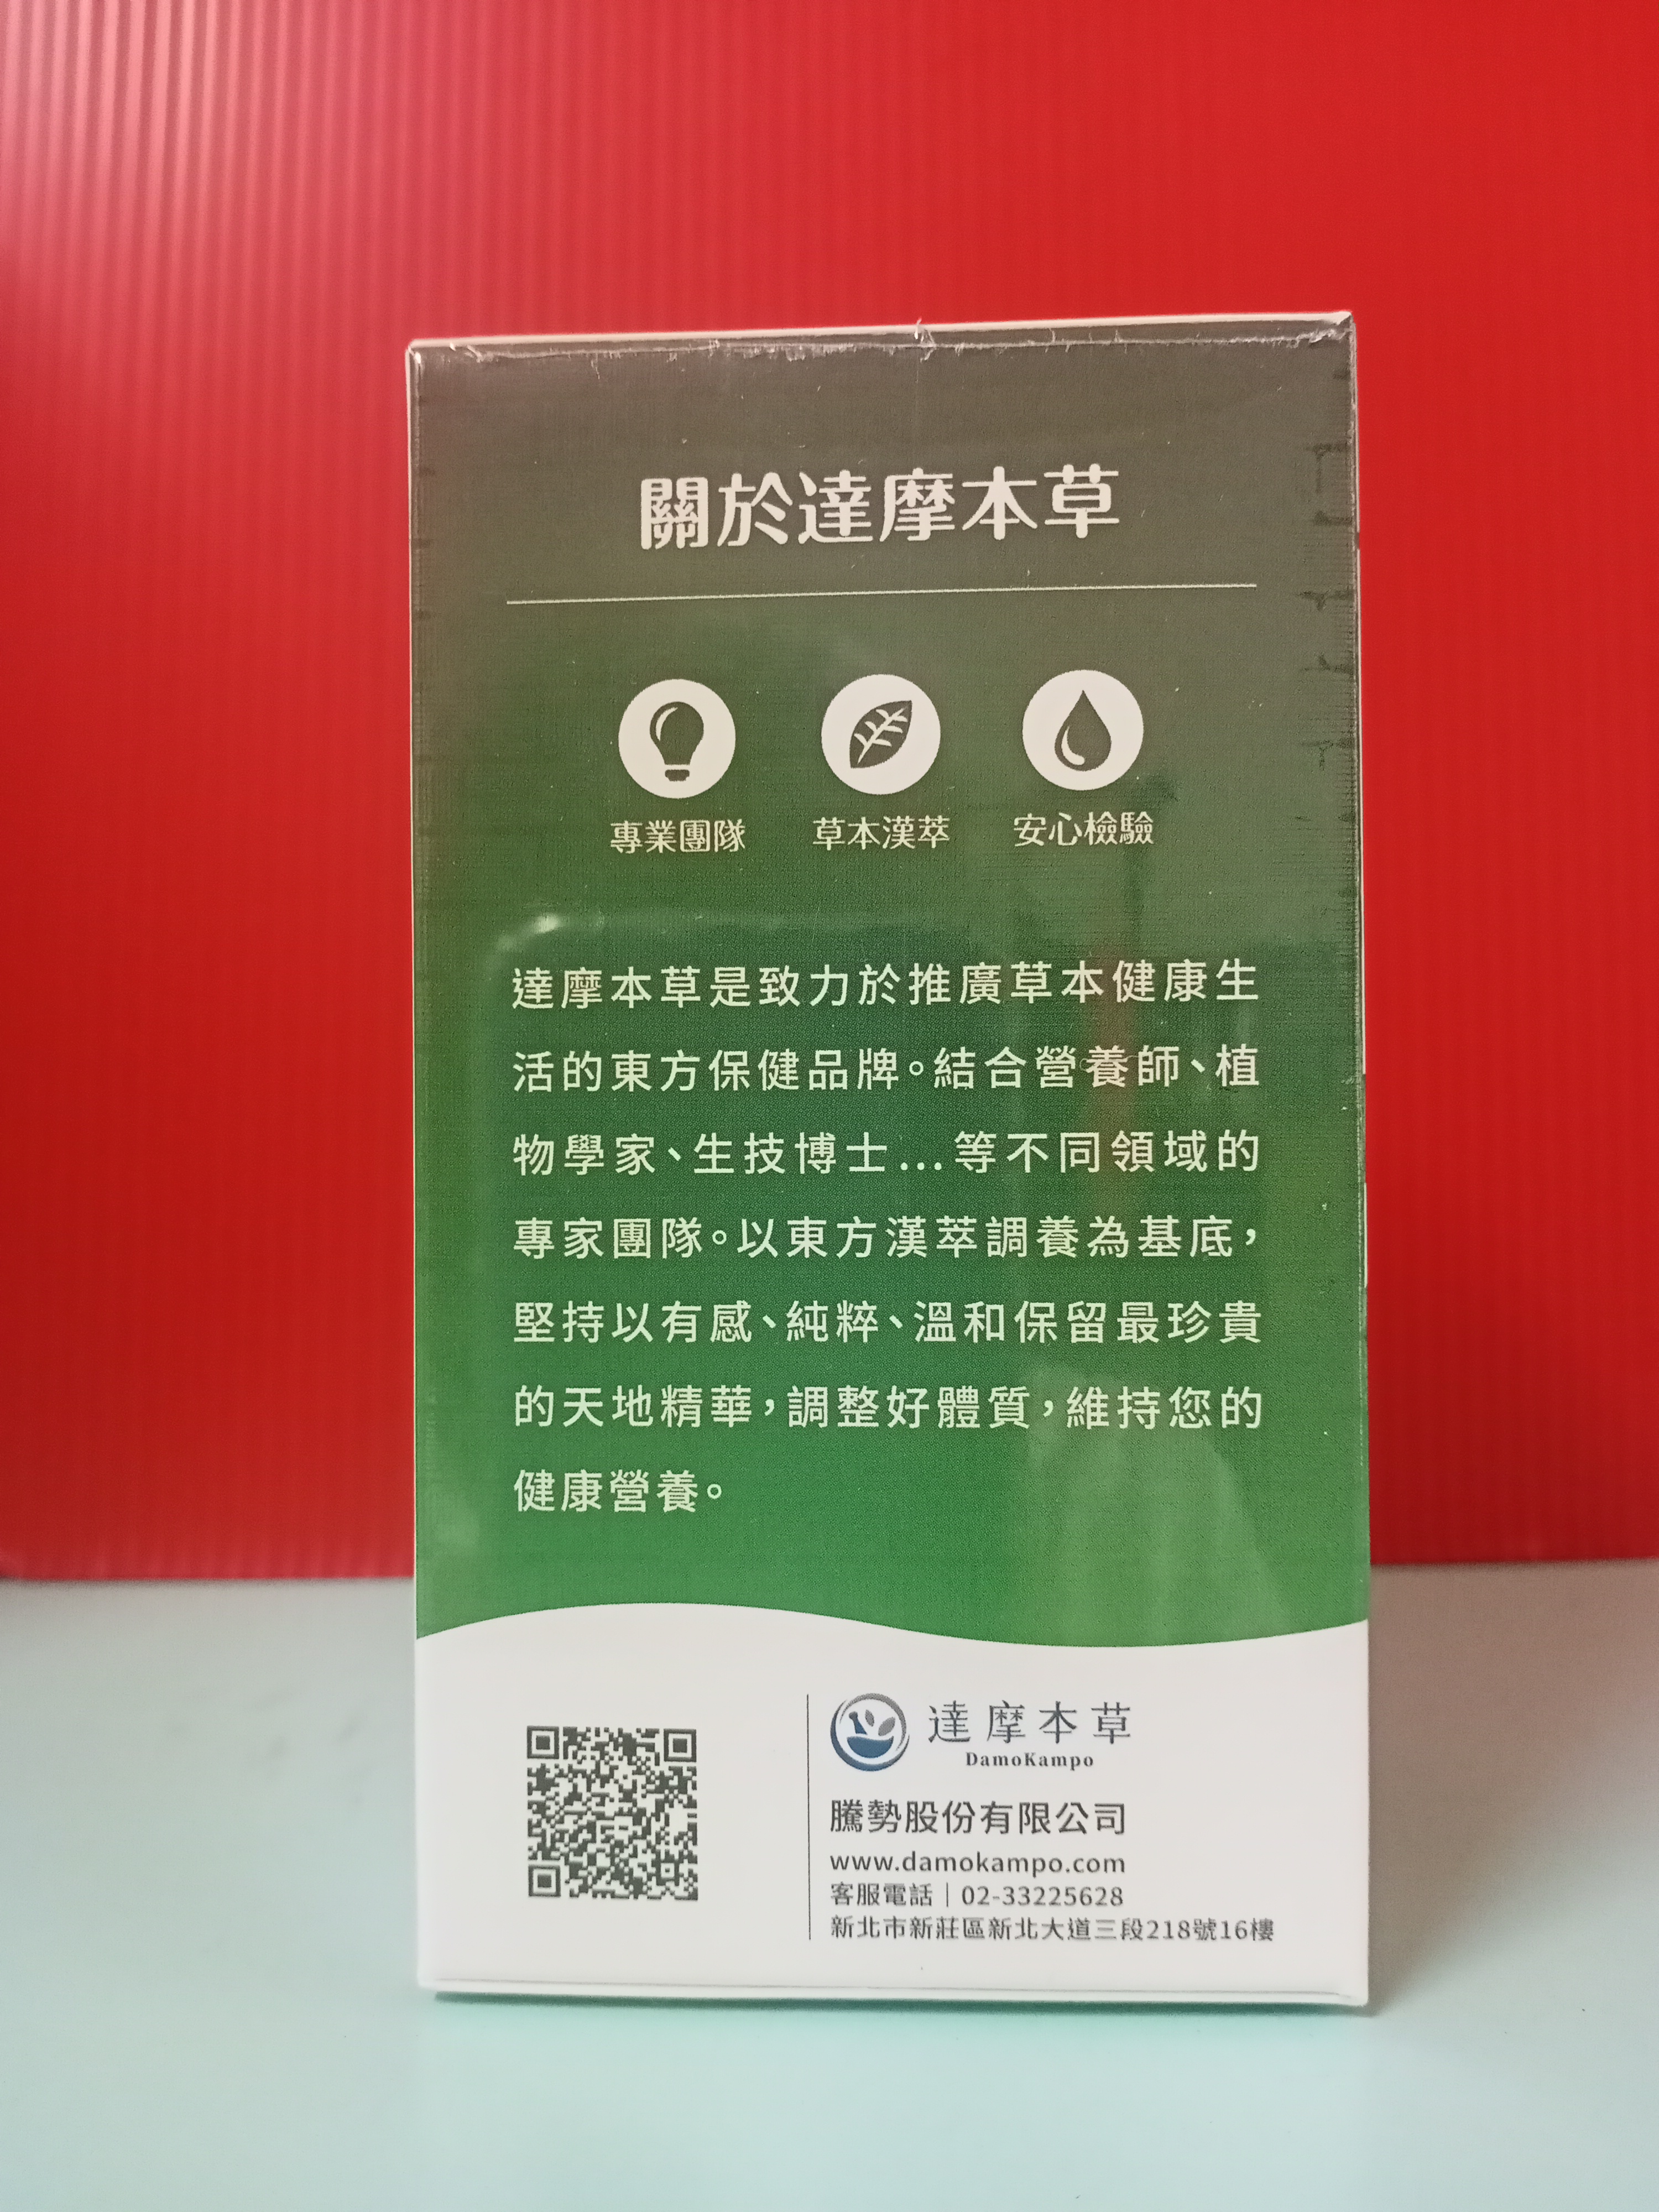 關於達摩本草
專業團隊 草本漢萃 安心檢驗
達摩本草是致力於推廣草本健康生
活的東方保健品牌。結合營養師、植
物學家、生技博士...等不同領域的
專家團隊。以東方漢萃調養為基底，
堅持以有感、純粹、溫和保留最珍貴
的天地精華，調整好體質，維持您的
健康營養。
達摩本草
DamoKampo
騰勢股份有限公司
www.damokampo.com
客服電話｜02-33225628
新北市新莊區新北大道三段218號16樓